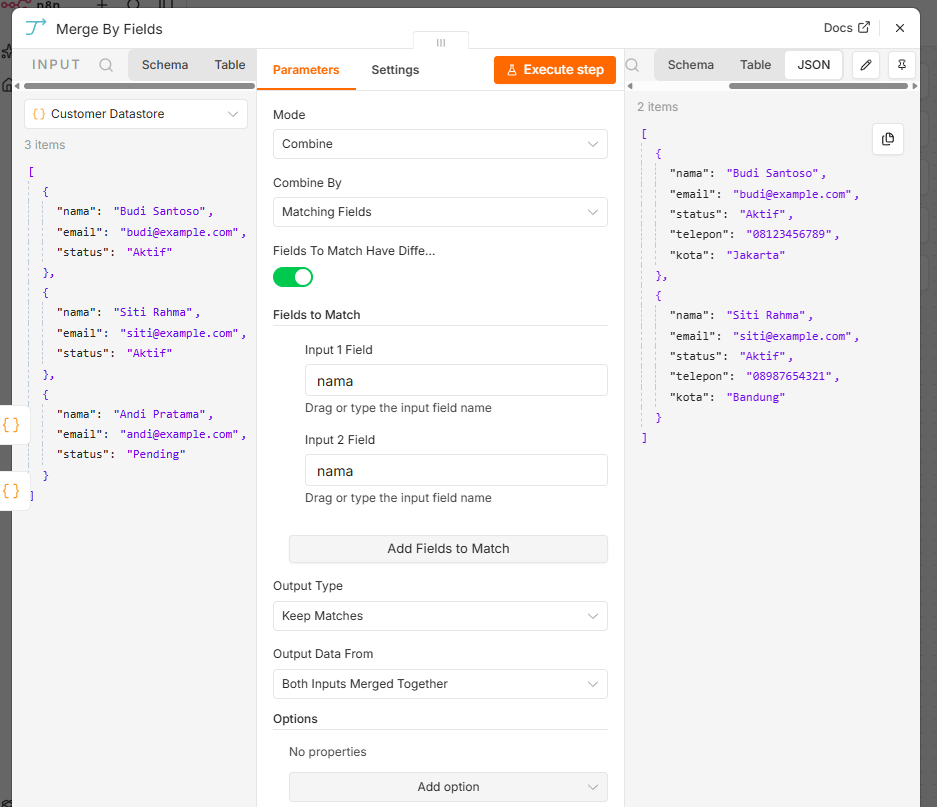 n8n
Merge By Fields
Docs
INPUT
Schema
Table
Customer Datastore
3 items
[
{
"nama": "Budi Santoso",
"email": "budi@example.com",
"status": "Aktif"
},
{
"nama": "Siti Rahma",
"email": "siti@example.com",
"status": "Aktif"
},
{
"nama": "Andi Pratama",
"email": "andi@example.com",
"status": "Pending"
}
]
{}
{}
Parameters
Settings
Execute step
Mode
Combine
Combine By
Matching Fields
Fields To Match Have Diffe...
Fields to Match
Input 1 Field
nama
Drag or type the input field name
Input 2 Field
nama
Drag or type the input field name
Add Fields to Match
Output Type
Keep Matches
Output Data From
Both Inputs Merged Together
Options
No properties
Add option
Schema
Table
JSON
2 items
[
{
"nama": "Budi Santoso",
"email": "budi@example.com",
"status": "Aktif",
"telepon": "08123456789",
"kota": "Jakarta"
},
{
"nama": "Siti Rahma",
"email": "siti@example.com",
"status": "Aktif",
"telepon": "08987654321",
"kota": "Bandung"
}
]